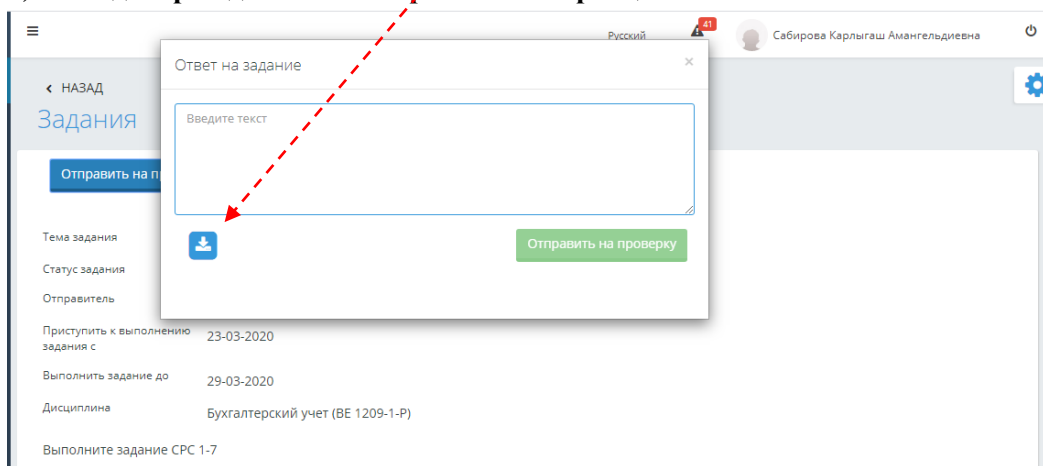 Русский
41
Сабирова Карлыгаш Амангельдиевна
Ответ на задание
×
НАЗАД
Задания
Введите текст
Отправить на п
Отправить на проверку
Тема задания
Статус задания
Отправитель
Приступить к выполнению задания с
23-03-2020
Выполнить задание до
29-03-2020
Дисциплина
Бухгалтерский учет (BE 1209-1-P)
Выполните задание СРС 1-7